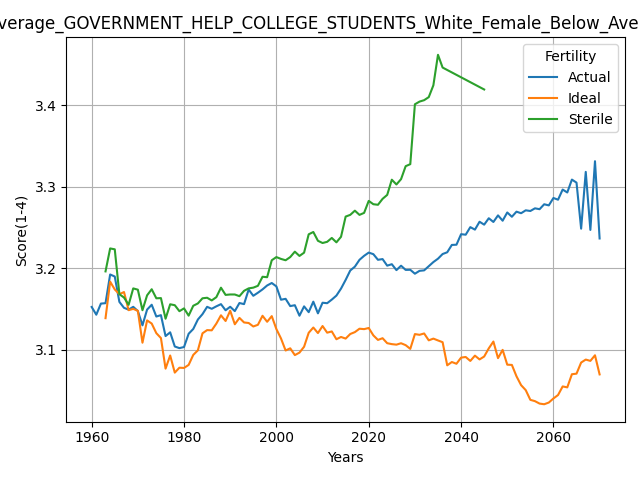 verage_GOVERNMENT_HELP_COLLEGE_STUDENTS_White_Female_Below_Ave
Fertility
Actual
Ideal
Sterile
Score(1-4)
3.4
3.3
3.2
3.1
1960 1980 2000 2020 2040 2060
Years